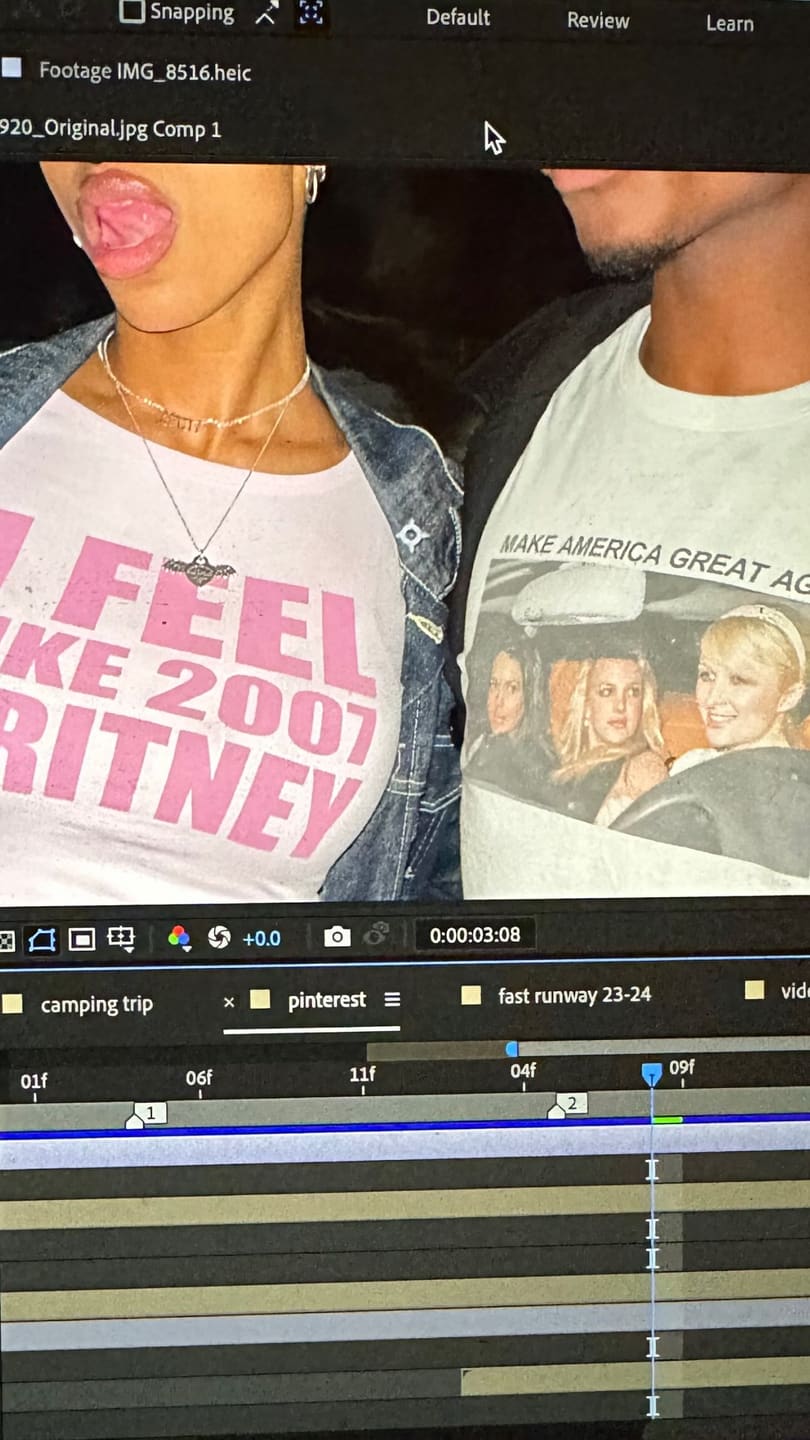 Snapping
Default
Review
Learn
Footage IMG_8516.heic
920_Original.jpg Comp 1
I FEEL
KE 2007
RITNEY
MAKE AMERICA GREAT AG
+0.0
0:00:03:08
camping trip
× pinterest
fast runway 23-24
vid
01f
06f
11f
04f
09f
1
2